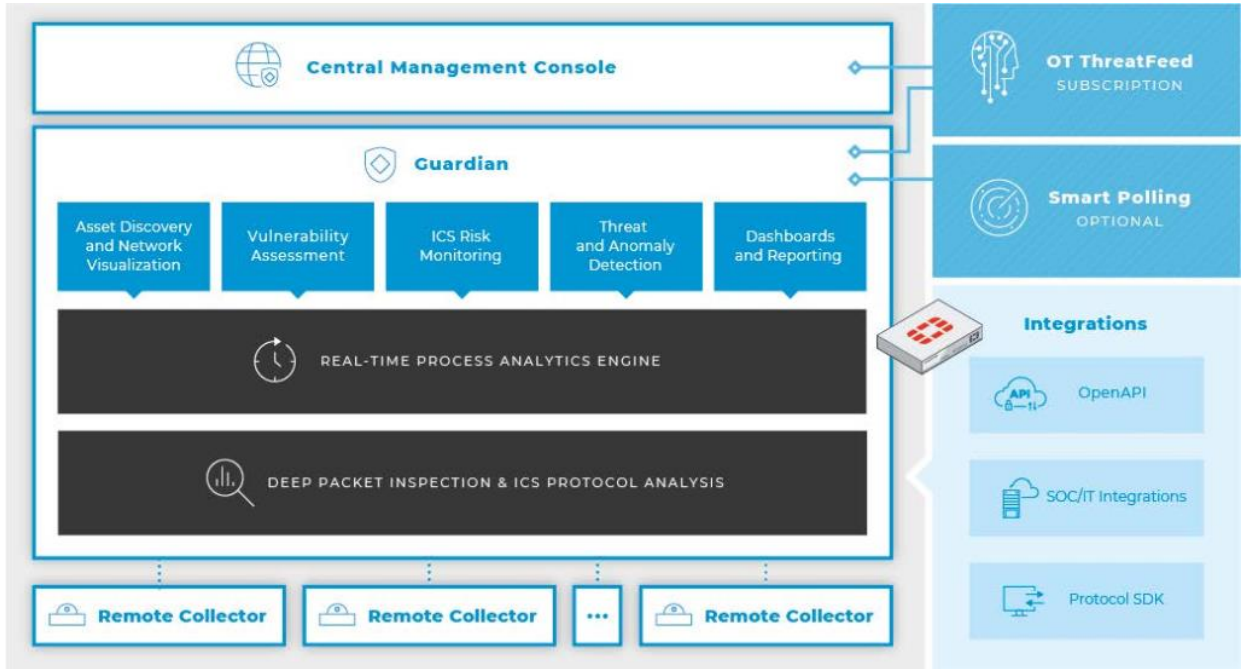 Central Management Console
OT ThreatFeed
SUBSCRIPTION
Guardian
Smart Polling
OPTIONAL
Asset Discovery
and Network
Visualization
Vulnerability
Assessment
ICS Risk
Monitoring
Threat
and Anomaly
Detection
Dashboards
and Reporting
REAL-TIME PROCESS ANALYTICS ENGINE
DEEP PACKET INSPECTION & ICS PROTOCOL ANALYSIS
Integrations
API
OpenAPI
SOC/IT Integrations
Protocol SDK
Remote Collector
Remote Collector
•••
Remote Collector